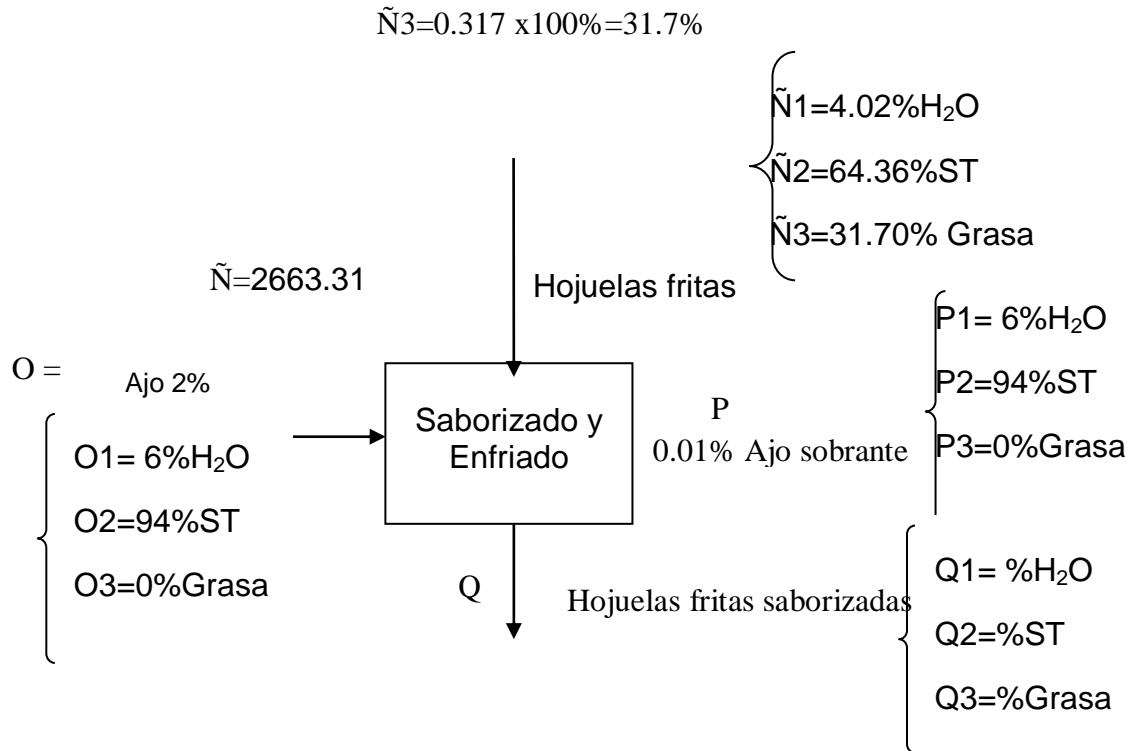 Ñ3=0.317 x100%=31.7%
Ñ1=4.02%H₂O
Ñ2=64.36%ST
Ñ3=31.70% Grasa
Ñ=2663.31
Hojuelas fritas
O =
Ajo 2%
O1= 6%H₂O
O2=94%ST
O3=0%Grasa
Saborizado y
Enfriado
P
0.01% Ajo sobrante
P1= 6%H₂O
P2=94%ST
P3=0%Grasa
Q
Hojuelas fritas saborizadas
Q1= %H₂O
Q2=%ST
Q3=%Grasa